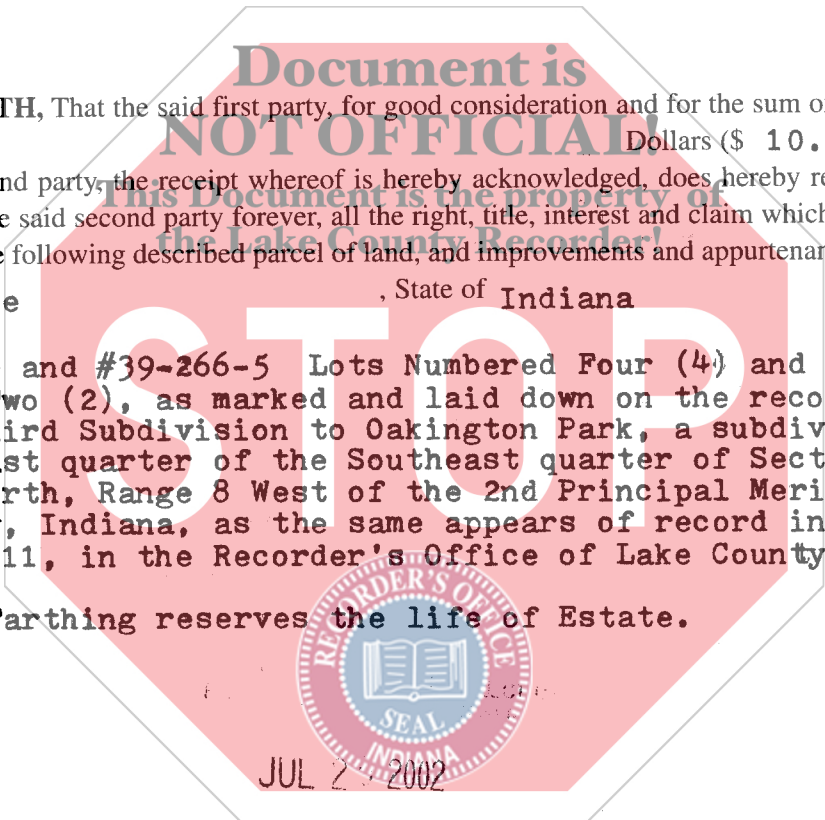 Document is
TH, That the said first party, for good consideration and for the sum o
NOT OFFICIAL!
Dollars ($ 10.
nd party, the receipt whereof is hereby acknowledged, does hereby re
This Document is the property of
e said second party forever, all the right, title, interest and claim which
the Lake County Recorder!
e following described parcel of land, and improvements and appurtenan
e , State of Indiana
STOP
and #39-266-5 Lots Numbered Four (4) and
wo (2), as marked and laid down on the reco
ird Subdivision to Oakington Park, a subdiv
st quarter of the Southeast quarter of Sect
rth, Range 8 West of the 2nd Principal Meri
, Indiana, as the same appears of record in
11, in the Recorder's Office of Lake County
arthing reserves the life of Estate.
RECORDER'S OFFICE
SEAL
INDIANA
JUL 2 2002